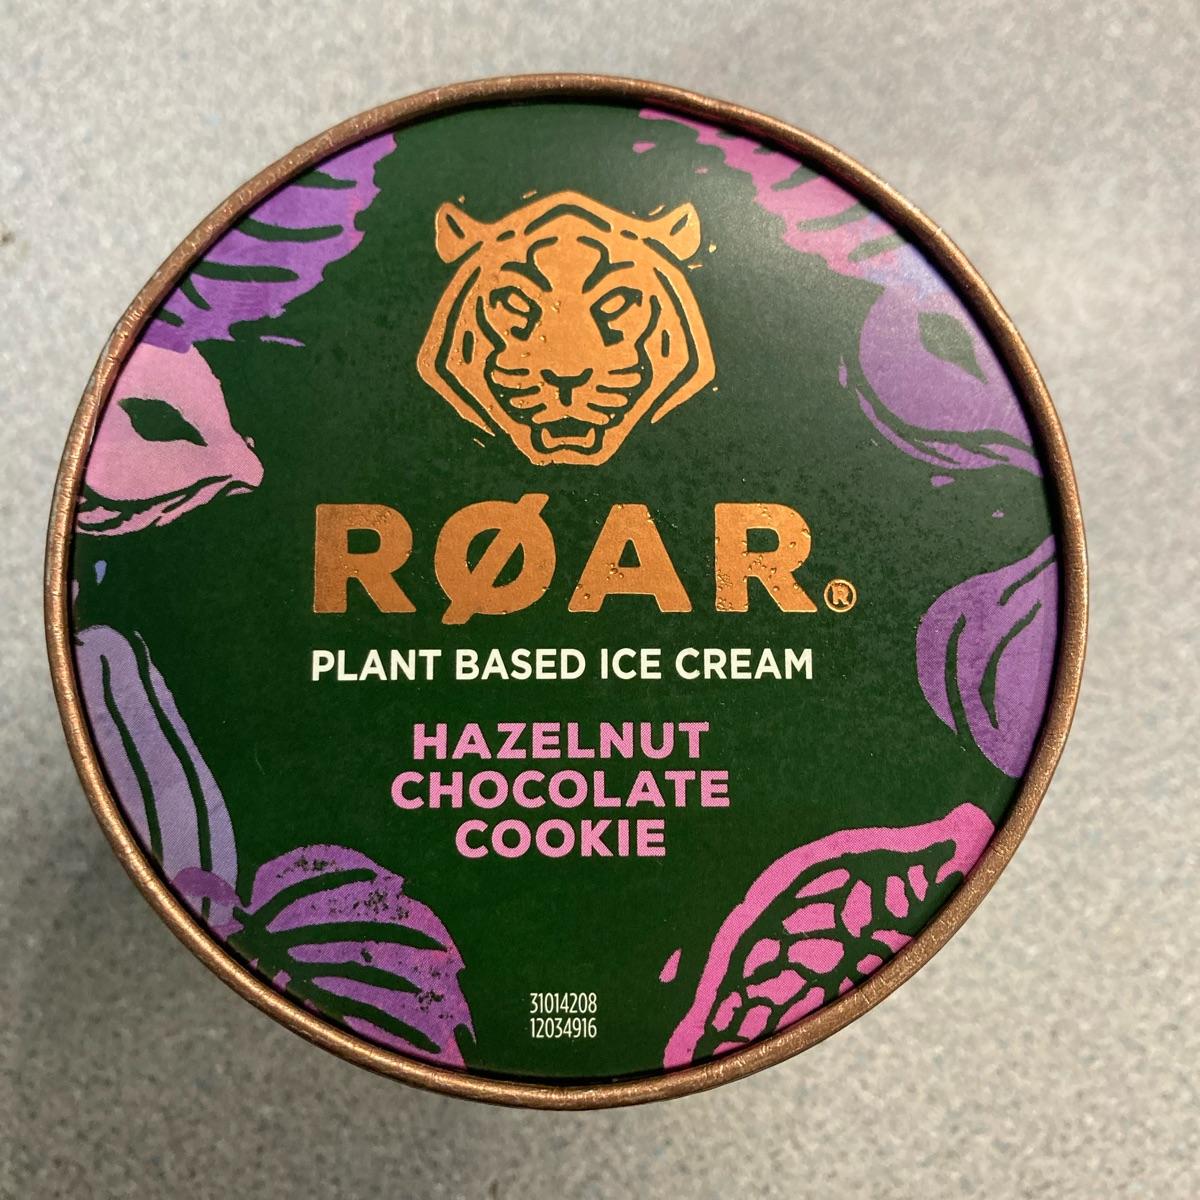 RØAR®
PLANT BASED ICE CREAM
HAZELNUT
CHOCOLATE
COOKIE
31014208
12034916